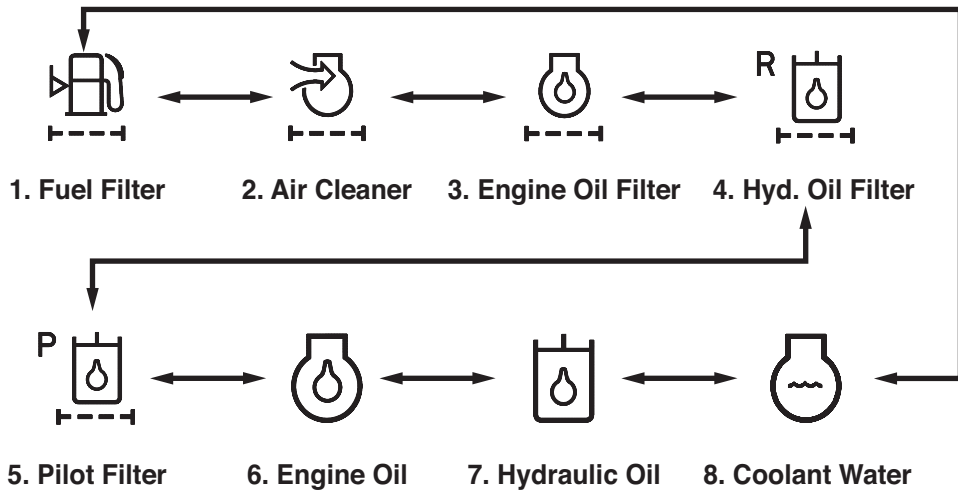 R
1. Fuel Filter 2. Air Cleaner 3. Engine Oil Filter 4. Hyd. Oil Filter
P
5. Pilot Filter 6. Engine Oil 7. Hydraulic Oil 8. Coolant Water